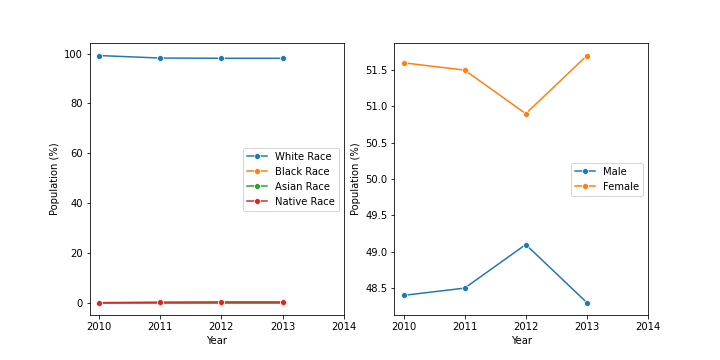 100
80
60
40
20
0
Population (%)
2010 2011 2012 2013 2014
Year
White Race
Black Race
Asian Race
Native Race
51.5
51.0
50.5
50.0
49.5
49.0
48.5
Population (%)
2010 2011 2012 2013 2014
Year
Male
Female